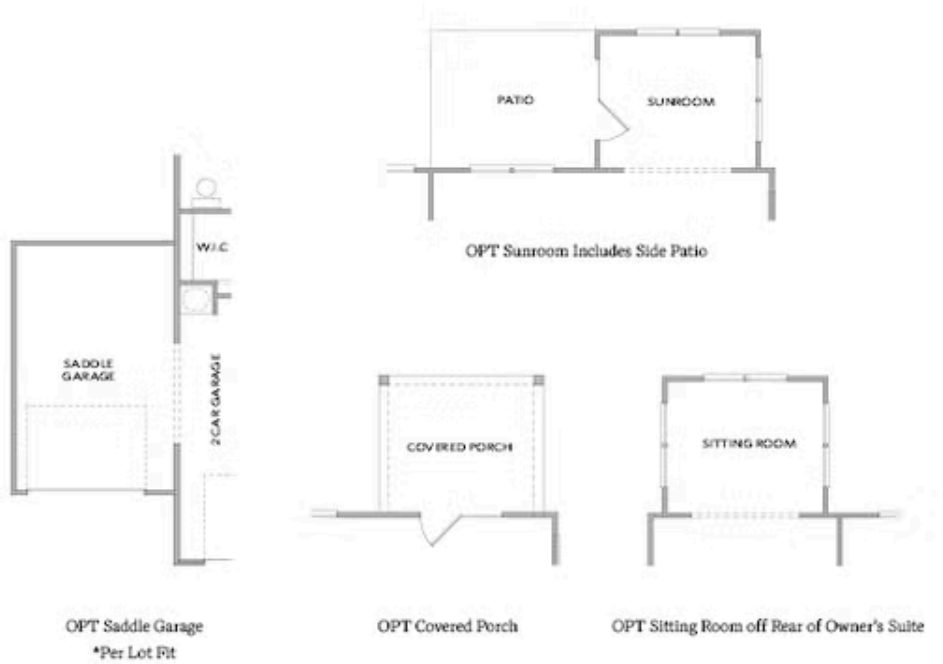 PATIO
SUNROOM
OPT Sunroom Includes Side Patio
W.I.C
SADDLE
GARAGE
2 CAR GARAGE
COVERED PORCH
SITTING ROOM
OPT Saddle Garage
*Per Lot Fit
OPT Covered Porch
OPT Sitting Room off Rear of Owner's Suite